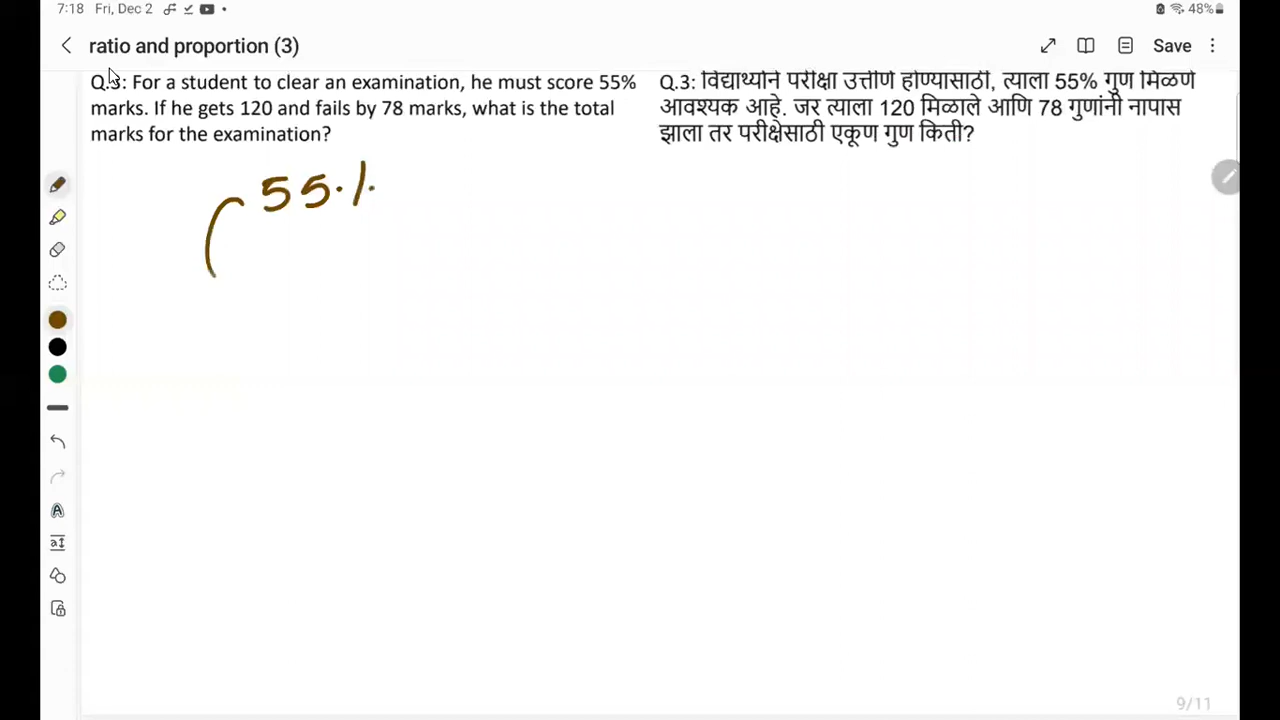 7:18 Fri, Dec 2
48%
ratio and proportion (3)
Save
Q.3: For a student to clear an examination, he must score 55%
marks. If he gets 120 and fails by 78 marks, what is the total
marks for the examination?
Q.3: विद्यार्थ्याने परीक्षा उत्तीर्ण होण्यासाठी, त्याला 55% गुण मिळणे
आवश्यक आहे. जर त्याला 120 मिळाले आणि 78 गुणांनी नापास
झाला तर परीक्षेसाठी एकूण गुण किती?
55%
9/11